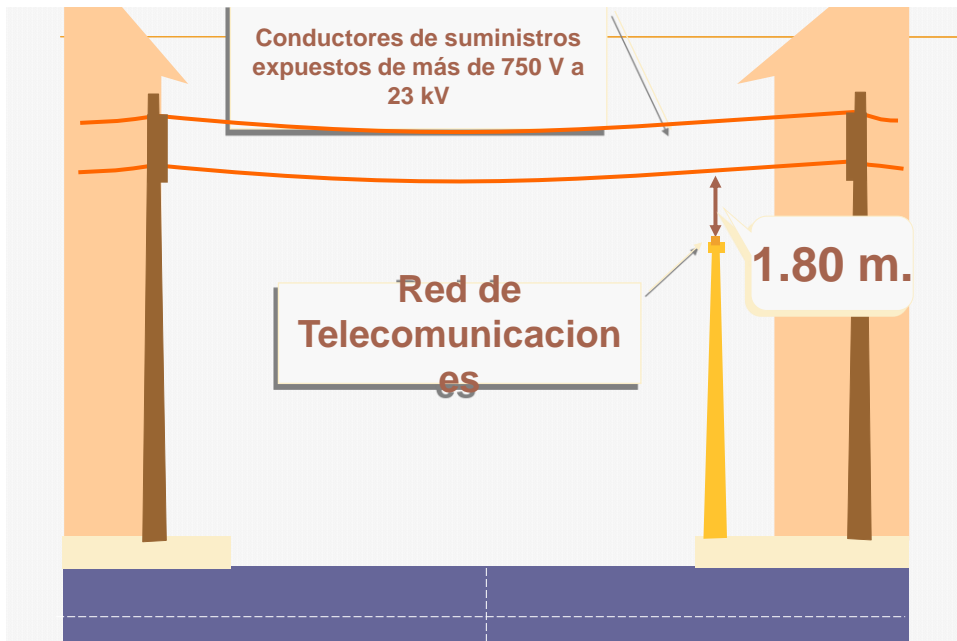 Conductores de suministros
expuestos de más de 750 V a
23 kV
1.80 m.
Red de
Telecomunicacion
es